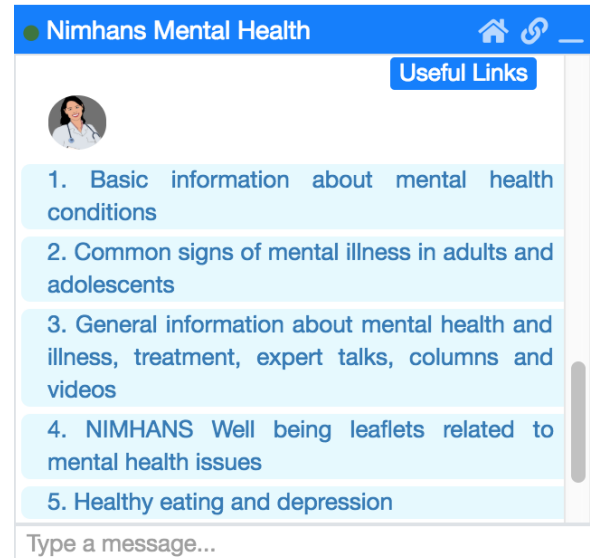 Nimhans Mental Health
Useful Links
1. Basic information about mental health
conditions
2. Common signs of mental illness in adults and
adolescents
3. General information about mental health and
illness, treatment, expert talks, columns and
videos
4. NIMHANS Well being leaflets related to
mental health issues
5. Healthy eating and depression
Type a message...